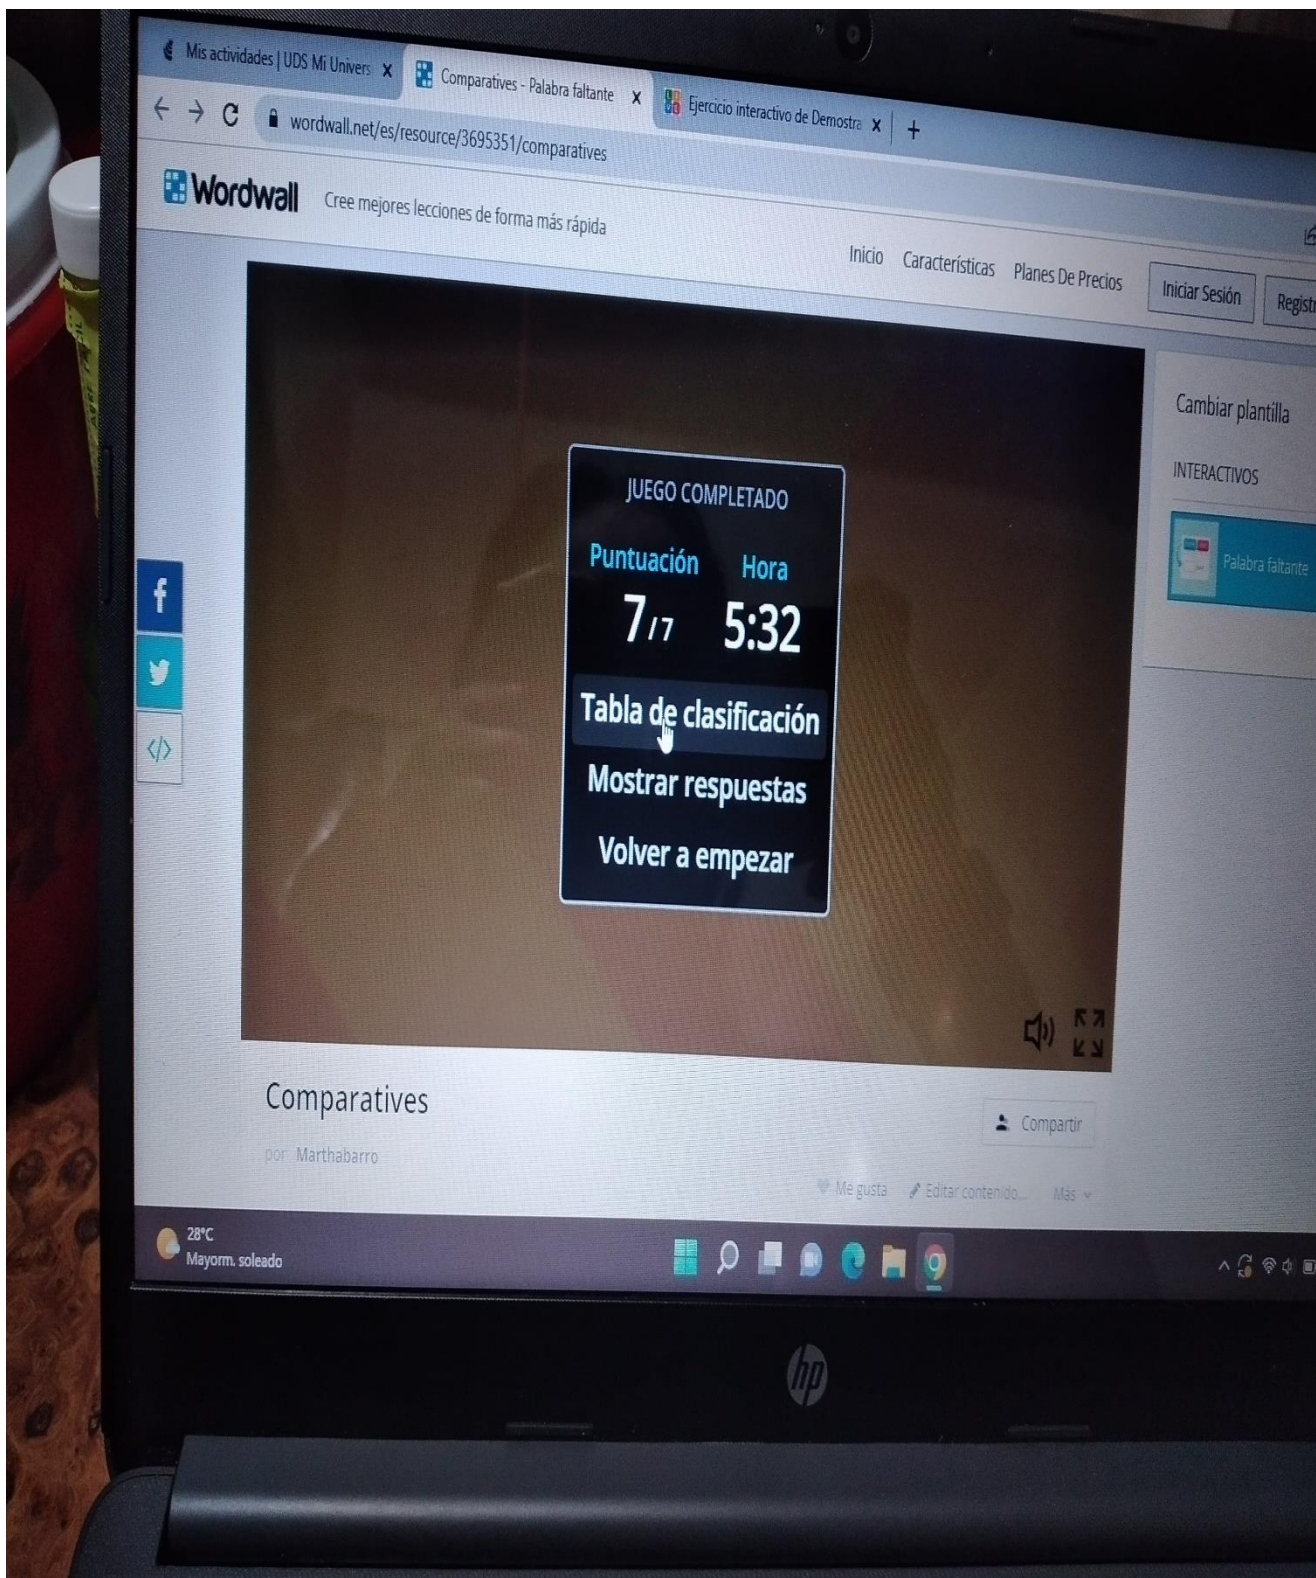 Mis actividades | UDS Mi Univers
Comparatives - Palabra faltante
Ejercicio interactivo de Demostra
wordwall.net/es/resource/3695351/comparatives
Wordwall
Cree mejores lecciones de forma más rápida
Inicio
Características
Planes De Precios
Iniciar Sesión
Registr
Cambiar plantilla
INTERACTIVOS
Palabra faltante
JUEGO COMPLETADO
Puntuación Hora
7/7 5:32
Tabla de clasificación
Mostrar respuestas
Volver a empezar
Comparatives
por Marthabarro
Compartir
Me gusta
Editar contenido...
Más
28°C
Mayorm. soleado
hp